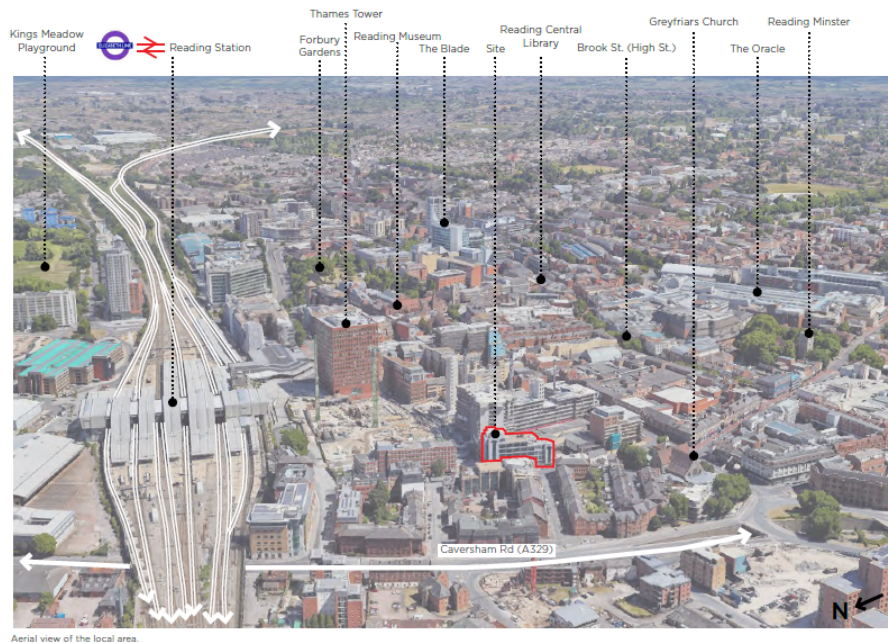 Thames Tower
Greyfriars Church
Reading Minster
Kings Meadow
Playground
ELIZABETH LINE
Reading Station
Forbury
Gardens
Reading Museum
The Blade
Site
Reading Central
Library
Brook St. (High St.)
The Oracle
Caversham Rd (A329)
N
Aerial view of the local area.